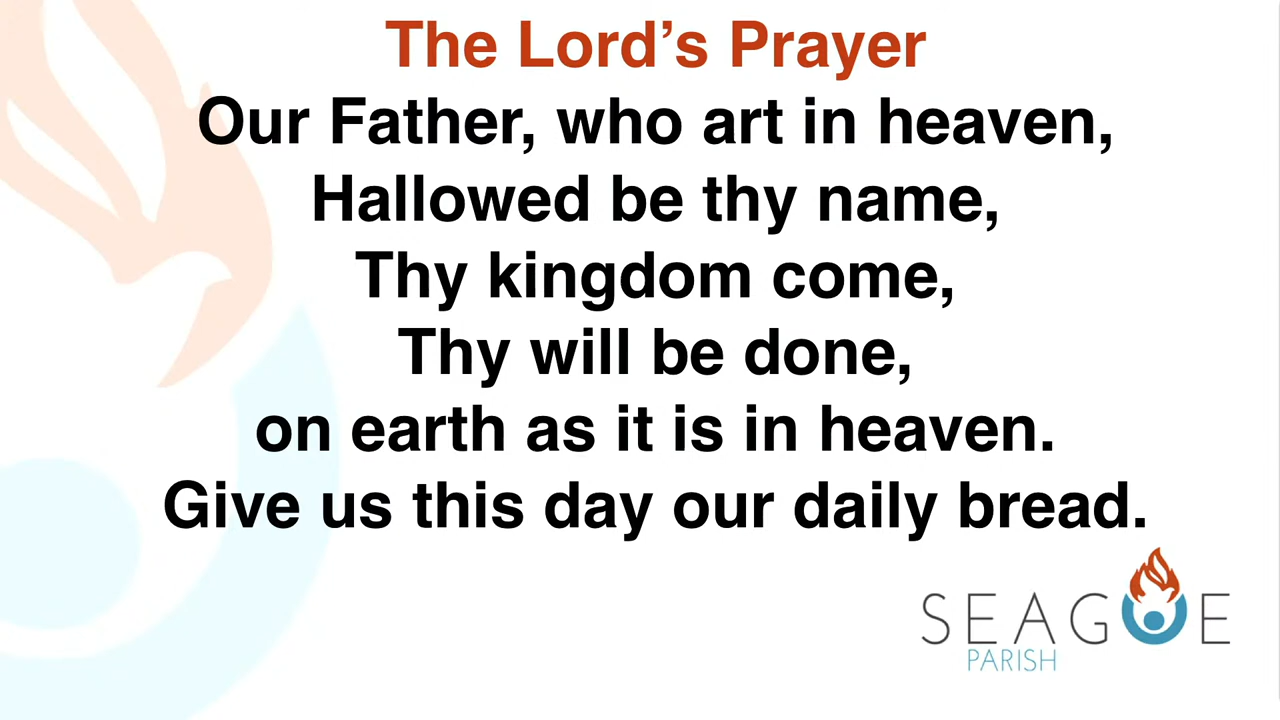 The Lord’s Prayer
Our Father, who art in heaven,
Hallowed be thy name,
Thy kingdom come,
Thy will be done,
on earth as it is in heaven.
Give us this day our daily bread.
SEAGOE
PARISH